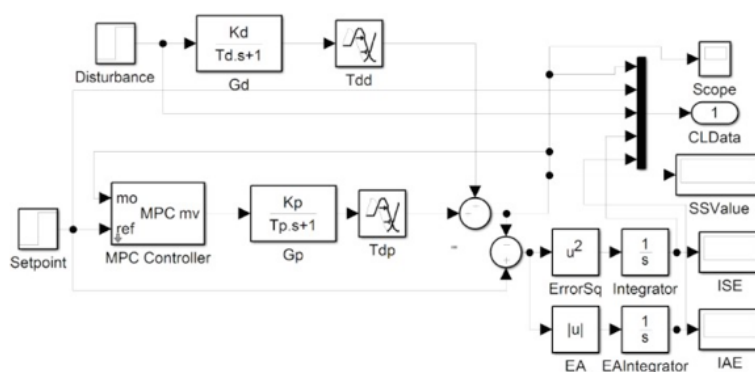 Kd
Td.s+1
Disturbance
Gd
Tdd
Scope
1
CLData
mo
MPC mv
ref
Kp
Tp.s+1
SSValue
Setpoint
MPC Controller
Gp
Tdp
u²
1
s
ErrorSq
Integrator
ISE
|u|
1
s
EA
EAIntegrator
IAE